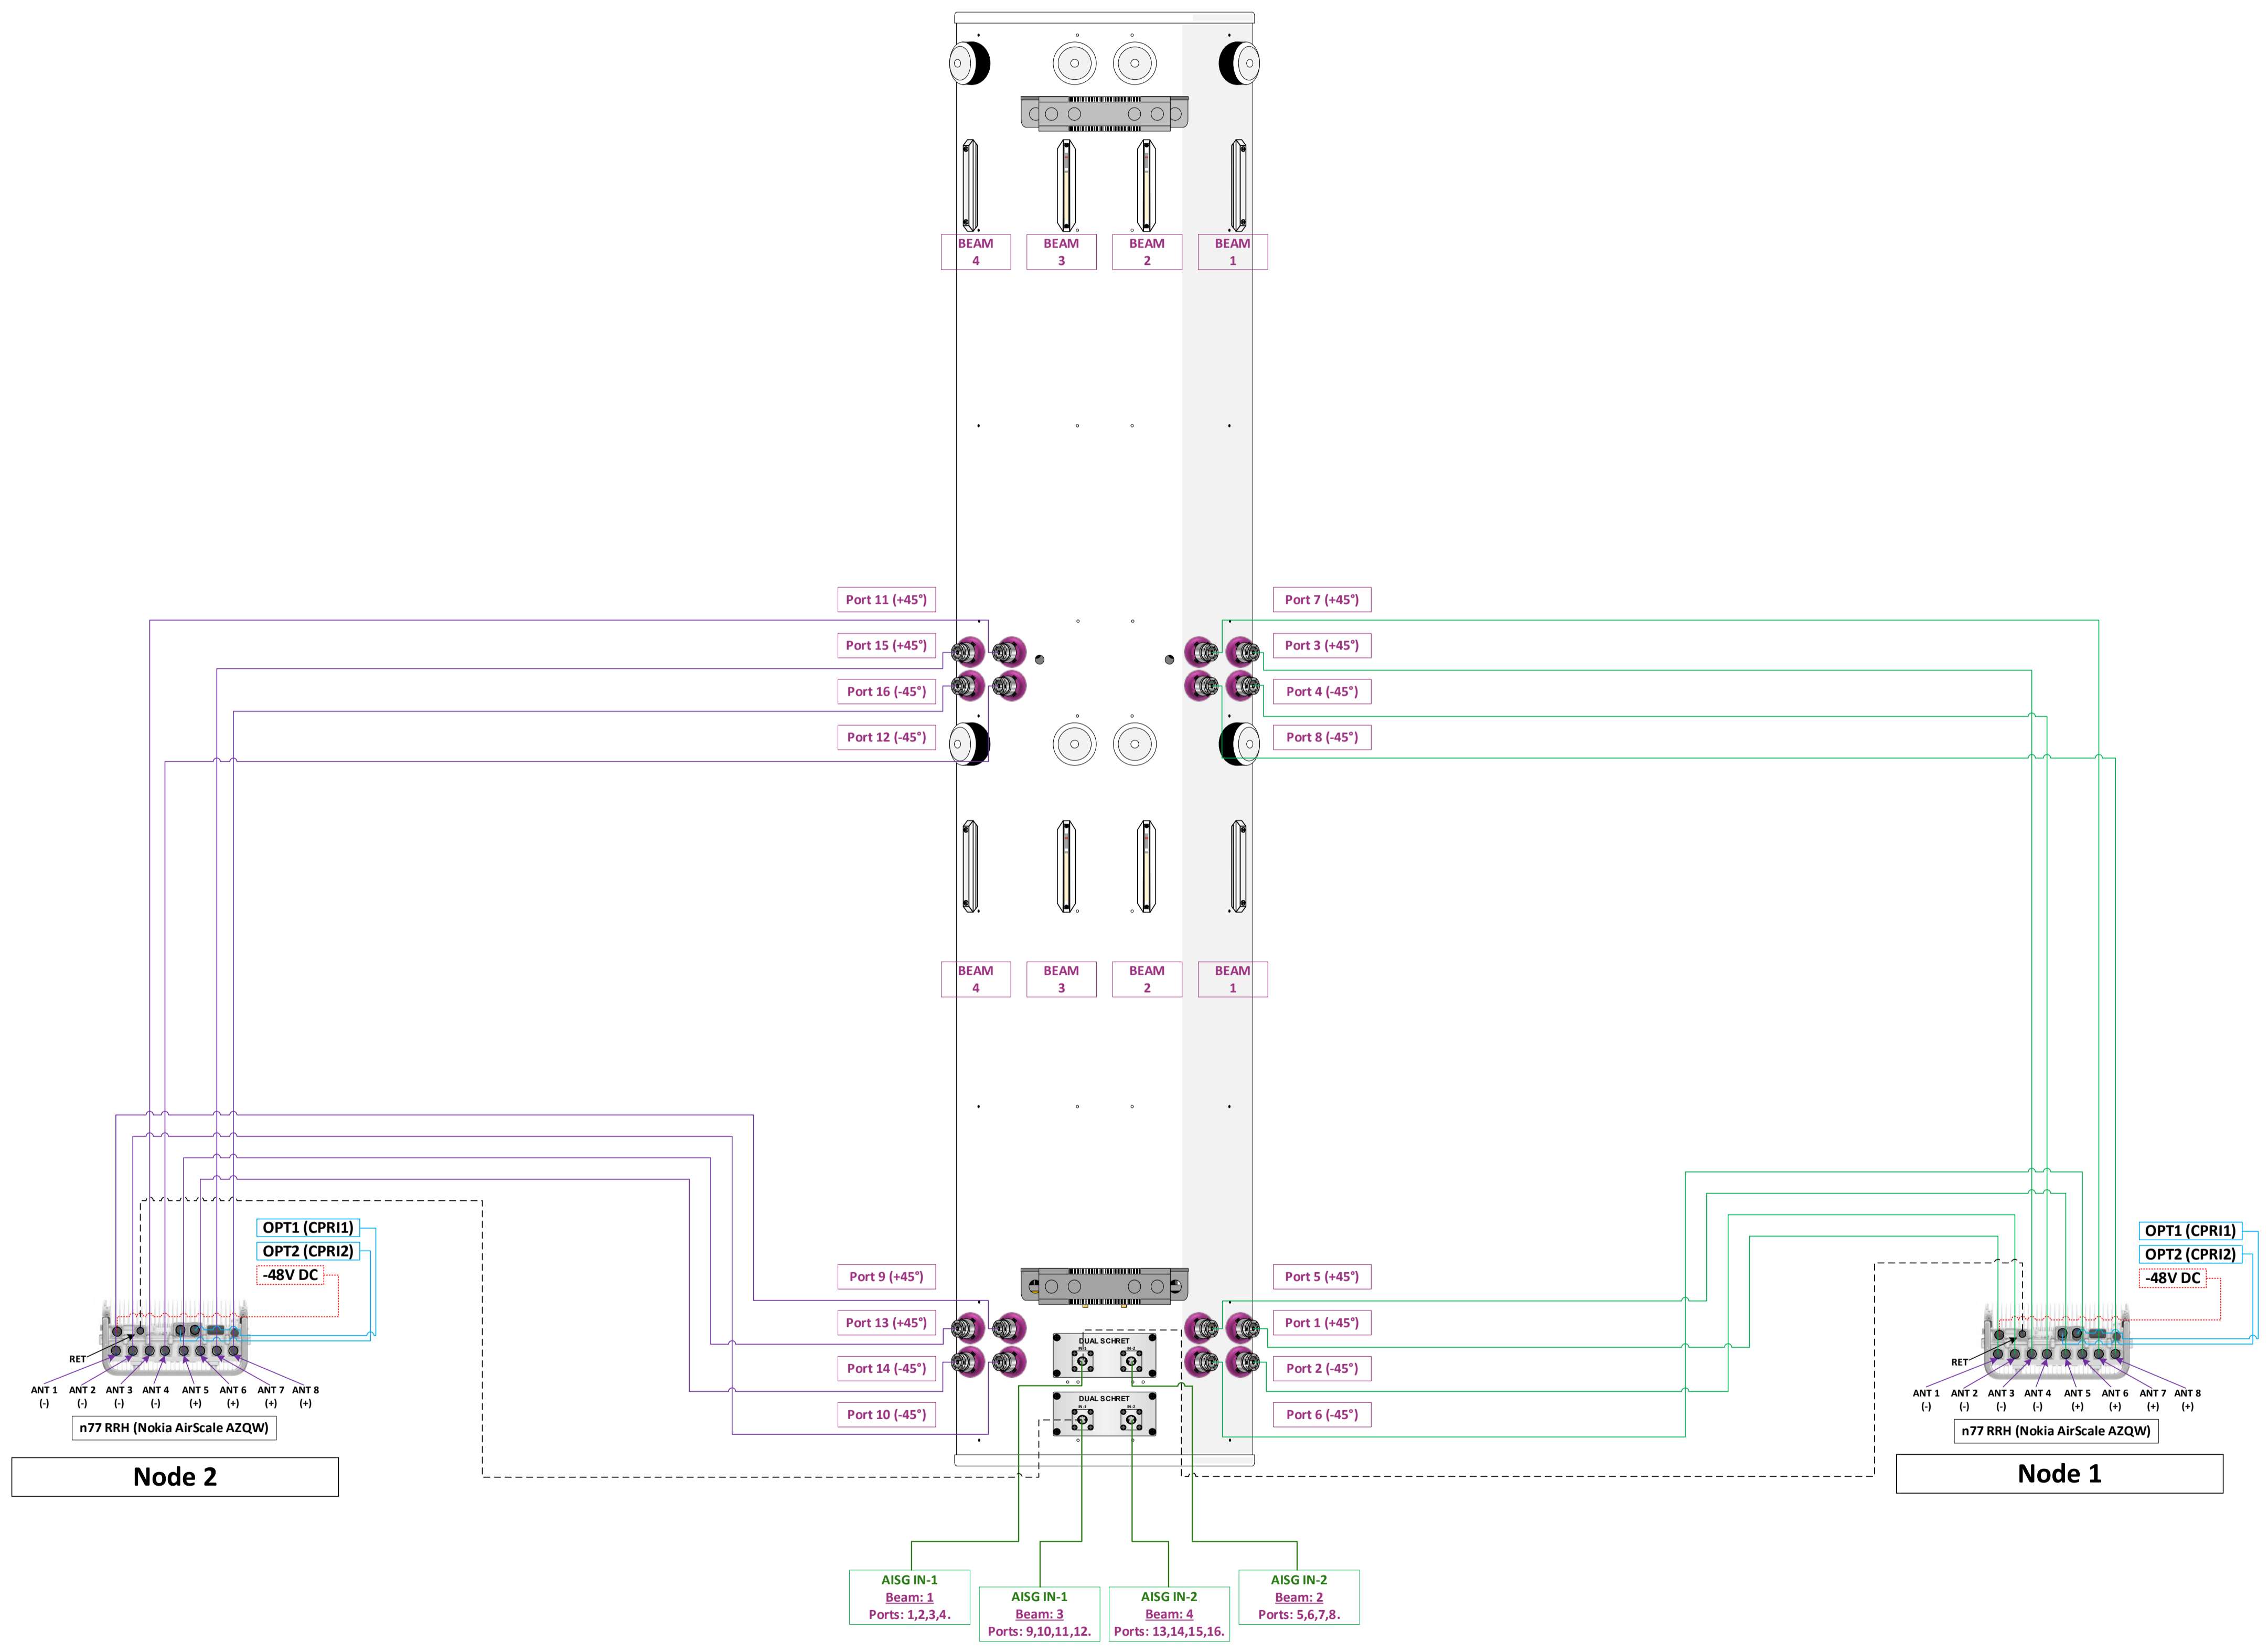 BEAM
4
BEAM
3
BEAM
2
BEAM
1
Port 11 (+45°)
Port 7 (+45°)
Port 15 (+45°)
Port 3 (+45°)
Port 16 (-45°)
Port 4 (-45°)
Port 12 (-45°)
Port 8 (-45°)
BEAM
4
BEAM
3
BEAM
2
BEAM
1
OPT1 (CPRI1)
OPT2 (CPRI2)
-48V DC
OPT1 (CPRI1)
OPT2 (CPRI2)
-48V DC
Port 9 (+45°)
Port 5 (+45°)
Port 13 (+45°)
Port 1 (+45°)
Port 14 (-45°)
Port 2 (-45°)
Port 10 (-45°)
Port 6 (-45°)
DUAL SCHRET
IN-1
IN-2
DUAL SCHRET
IN-1
IN-2
RET
ANT 1
(-)
ANT 2
(-)
ANT 3
(-)
ANT 4
(-)
ANT 5
(+)
ANT 6
(+)
ANT 7
(+)
ANT 8
(+)
n77 RRH (Nokia AirScale AZQW)
Node 2
RET
ANT 1
(-)
ANT 2
(-)
ANT 3
(-)
ANT 4
(-)
ANT 5
(+)
ANT 6
(+)
ANT 7
(+)
ANT 8
(+)
n77 RRH (Nokia AirScale AZQW)
Node 1
AISG IN-1
Beam: 1
Ports: 1,2,3,4.
AISG IN-1
Beam: 3
Ports: 9,10,11,12.
AISG IN-2
Beam: 4
Ports: 13,14,15,16.
AISG IN-2
Beam: 2
Ports: 5,6,7,8.